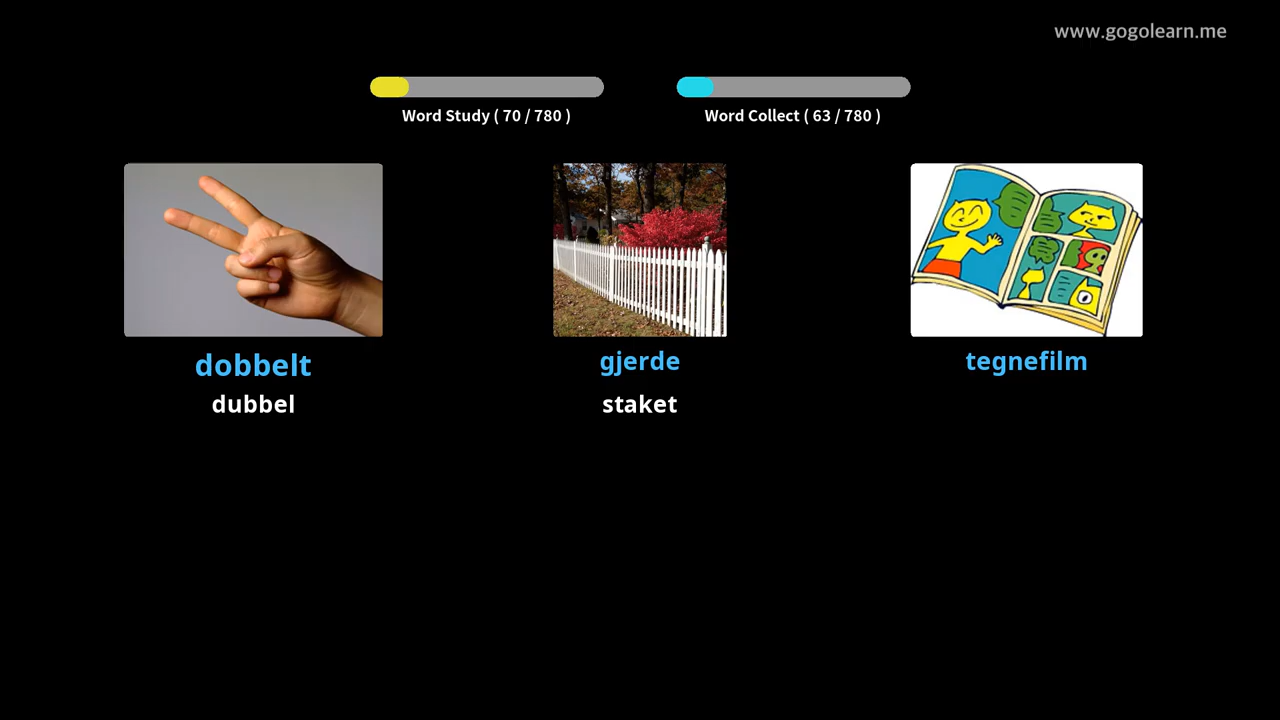 www.gogolearn.me
Word Study ( 70 / 780 )
Word Collect ( 63 / 780 )
dobbelt
gjerde
tegnefilm
dubbel
staket